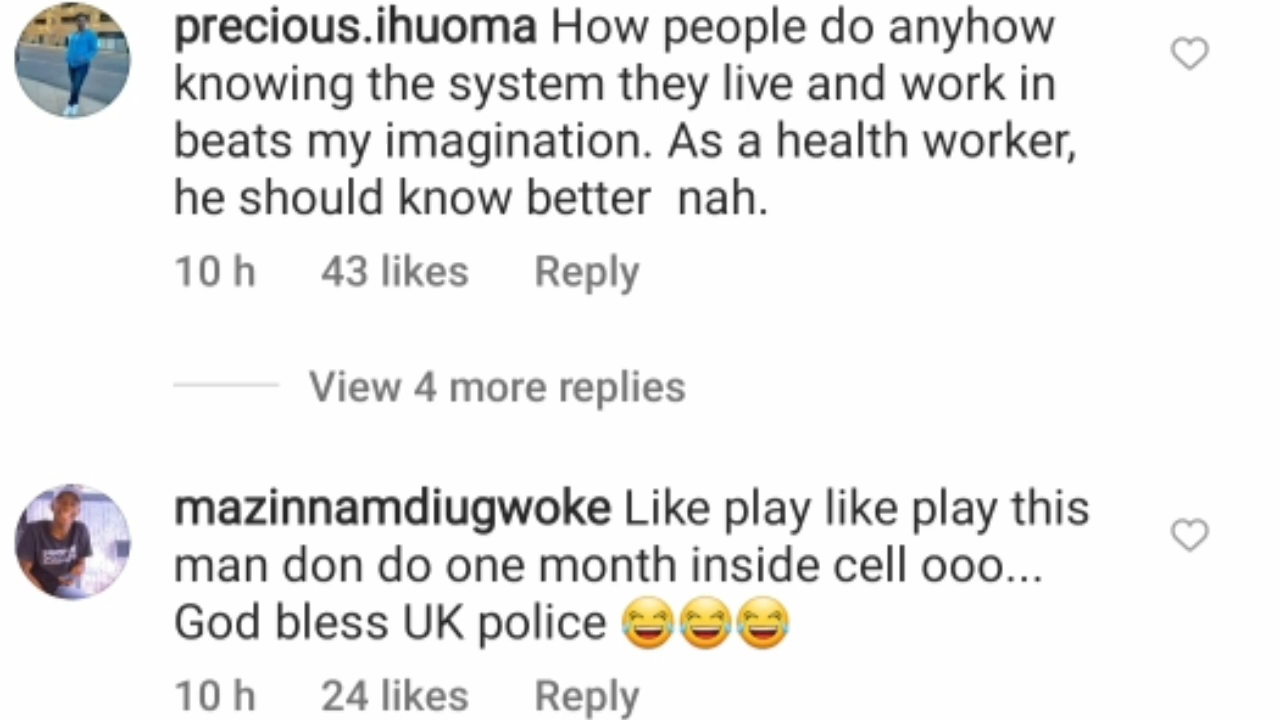 precious.ihuoma How people do anyhow
knowing the system they live and work in
beats my imagination. As a health worker,
he should know better  nah.
10 h 43 likes Reply
View 4 more replies
mazinnamdiugwoke Like play like play this
man don do one month inside cell ooo...
God bless UK police 😂😂😂
10 h 24 likes Reply